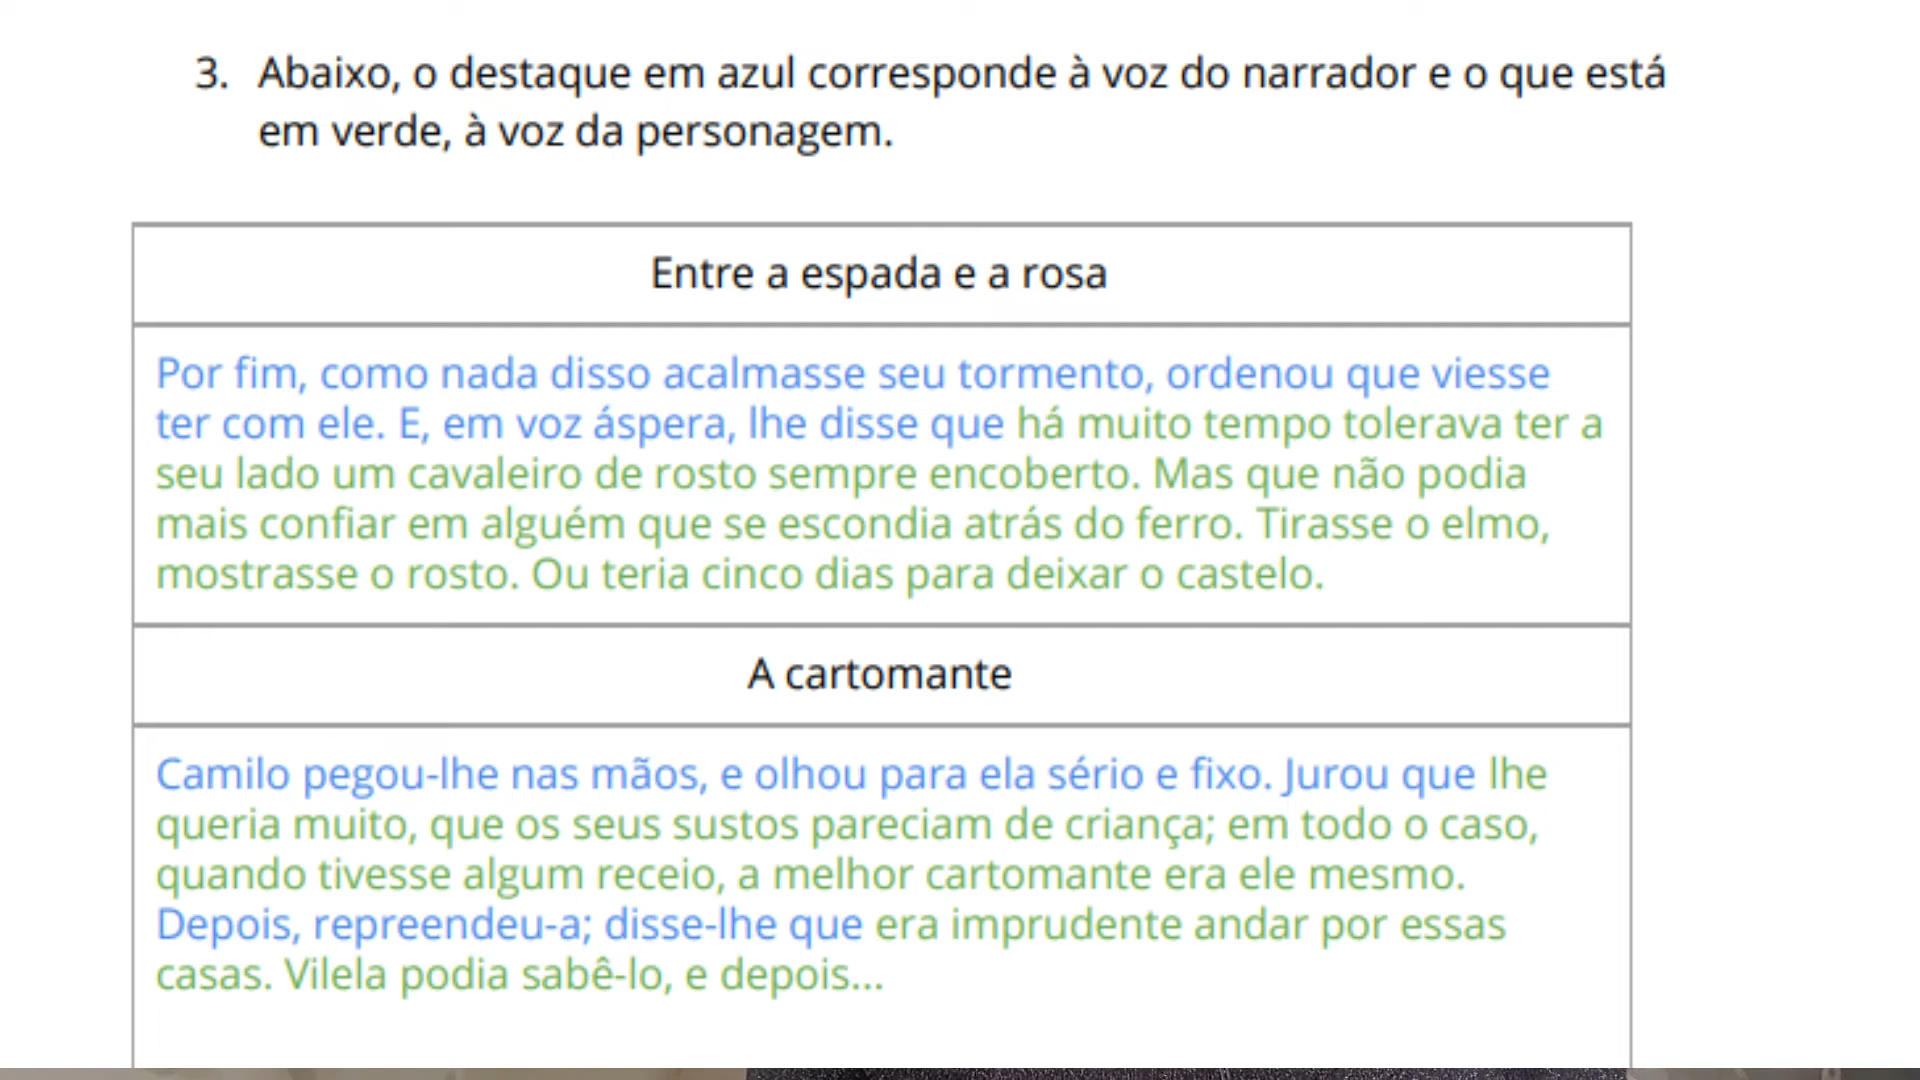 3. Abaixo, o destaque em azul corresponde à voz do narrador e o que está
em verde, à voz da personagem.
Entre a espada e a rosa
Por fim, como nada disso acalmasse seu tormento, ordenou que viesse
ter com ele. E, em voz áspera, lhe disse que há muito tempo tolerava ter a
seu lado um cavaleiro de rosto sempre encoberto. Mas que não podia
mais confiar em alguém que se escondia atrás do ferro. Tirasse o elmo,
mostrasse o rosto. Ou teria cinco dias para deixar o castelo.
A cartomante
Camilo pegou-lhe nas mãos, e olhou para ela sério e fixo. Jurou que lhe
queria muito, que os seus sustos pareciam de criança; em todo o caso,
quando tivesse algum receio, a melhor cartomante era ele mesmo.
Depois, repreendeu-a; disse-lhe que era imprudente andar por essas
casas. Vilela podia sabê-lo, e depois...